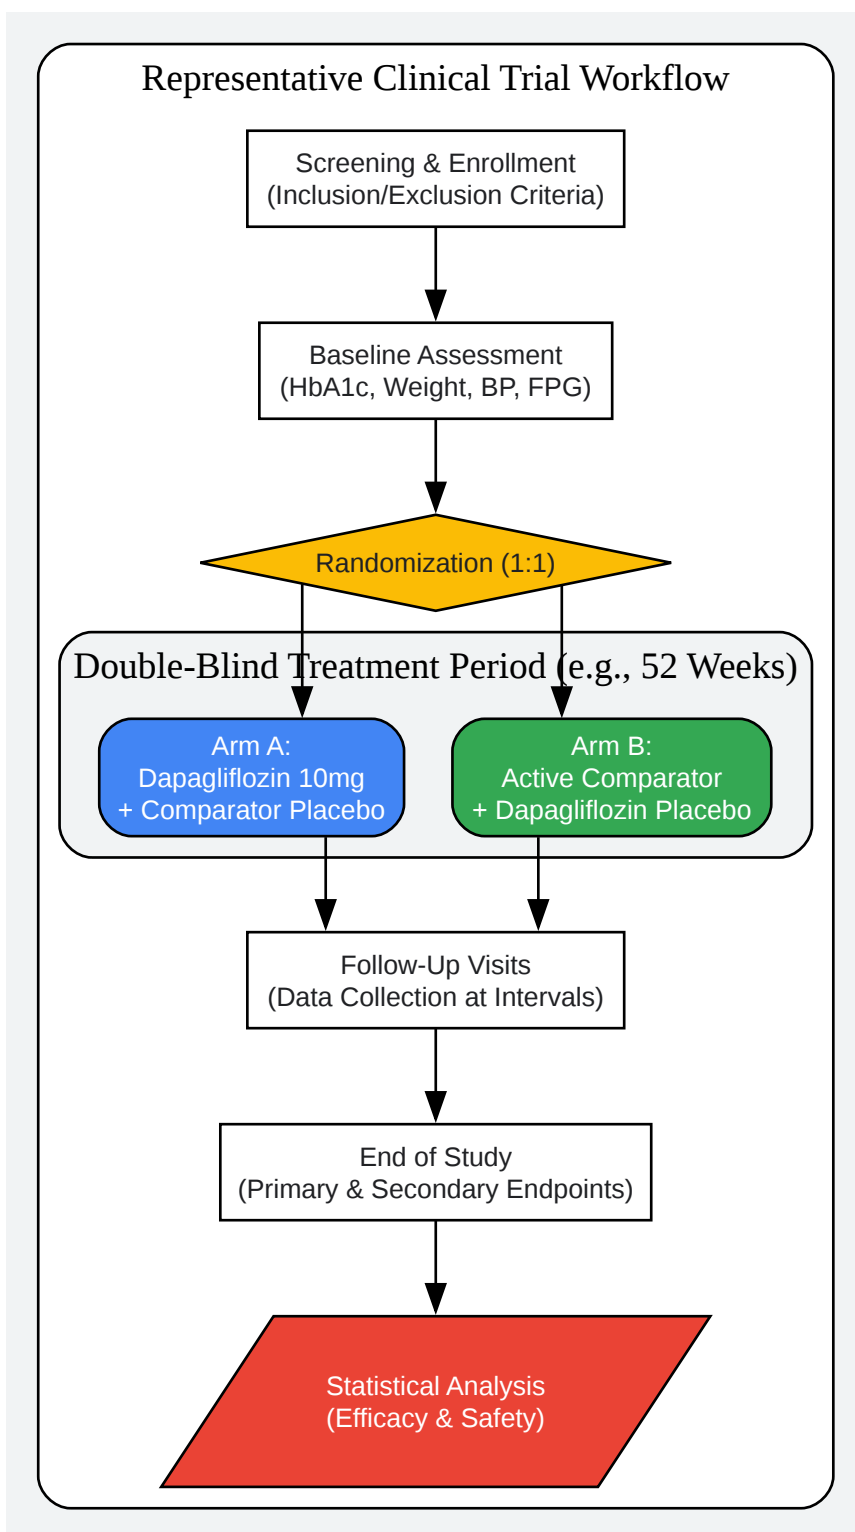 Representative Clinical Trial Workflow
Screening & Enrollment
(Inclusion/Exclusion Criteria)
Baseline Assessment
(HbA1c, Weight, BP, FPG)
Randomization (1:1)
Double-Blind Treatment Period (e.g., 52 Weeks)
Arm A:
Dapagliflozin 10mg
+ Comparator Placebo
Arm B:
Active Comparator
+ Dapagliflozin Placebo
Follow-Up Visits
(Data Collection at Intervals)
End of Study
(Primary & Secondary Endpoints)
Statistical Analysis
(Efficacy & Safety)